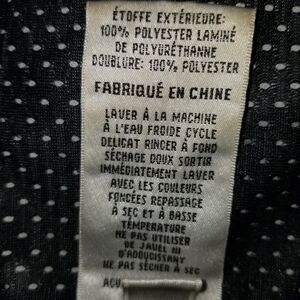 ÉTOFFE EXTÉRIEURE:
100% POLYESTER LAMINÉ
DE POLYURÉTHANNE
DOUBLURE: 100% POLYESTER
FABRIQUÉ EN CHINE
LAVER À LA MACHINE
À L'EAU FROIDE CYCLE
DELICAT RINCER À FOND
SÉCHAGE DOUX SORTIR
IMMÉDIATEMENT LAVER
AVEC LES COULEURS
FONCÉES REPASSAGE
À SEC ET À BASSE
TEMPÉRATURE
NE PAS UTILISER
DE JAVEL NI
D'ADOUCISSANT
NE PAS SÉCHER À SEC